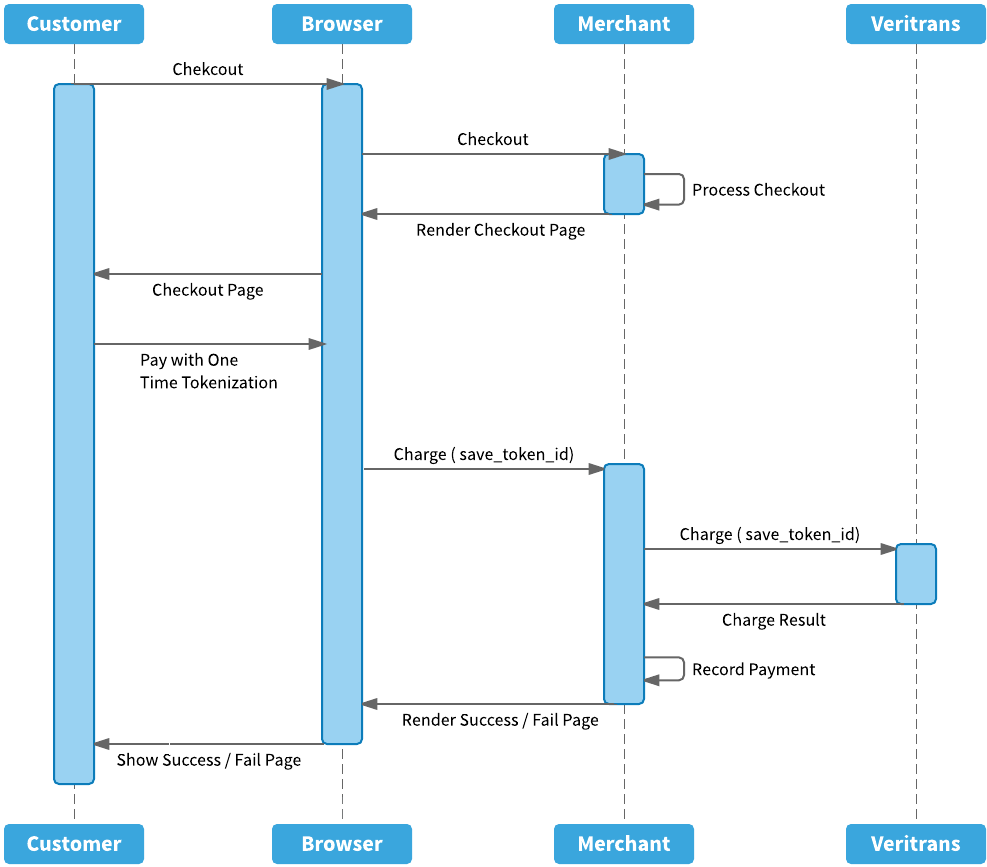 Customer
Browser
Merchant
Veritrans
Chekcout
Checkout
Process Checkout
Render Checkout Page
Checkout Page
Pay with One
Time Tokenization
Charge ( save_token_id)
Charge ( save_token_id)
Charge Result
Record Payment
Render Success / Fail Page
Show Success / Fail Page
Customer
Browser
Merchant
Veritrans